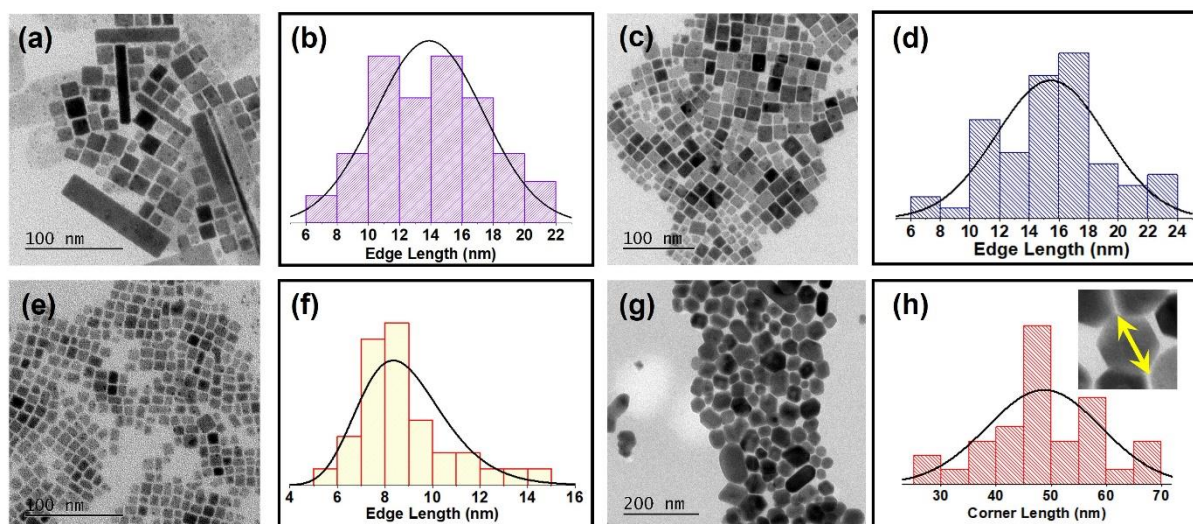 (a)
100 nm
(b)
6 8 10 12 14 16 18 20 22
Edge Length (nm)
(c)
100 nm
(d)
6 8 10 12 14 16 18 20 22 24
Edge Length (nm)
(e)
100 nm
(f)
4 6 8 10 12 14 16
Edge Length (nm)
(g)
200 nm
(h)
30 40 50 60 70
Corner Length (nm)